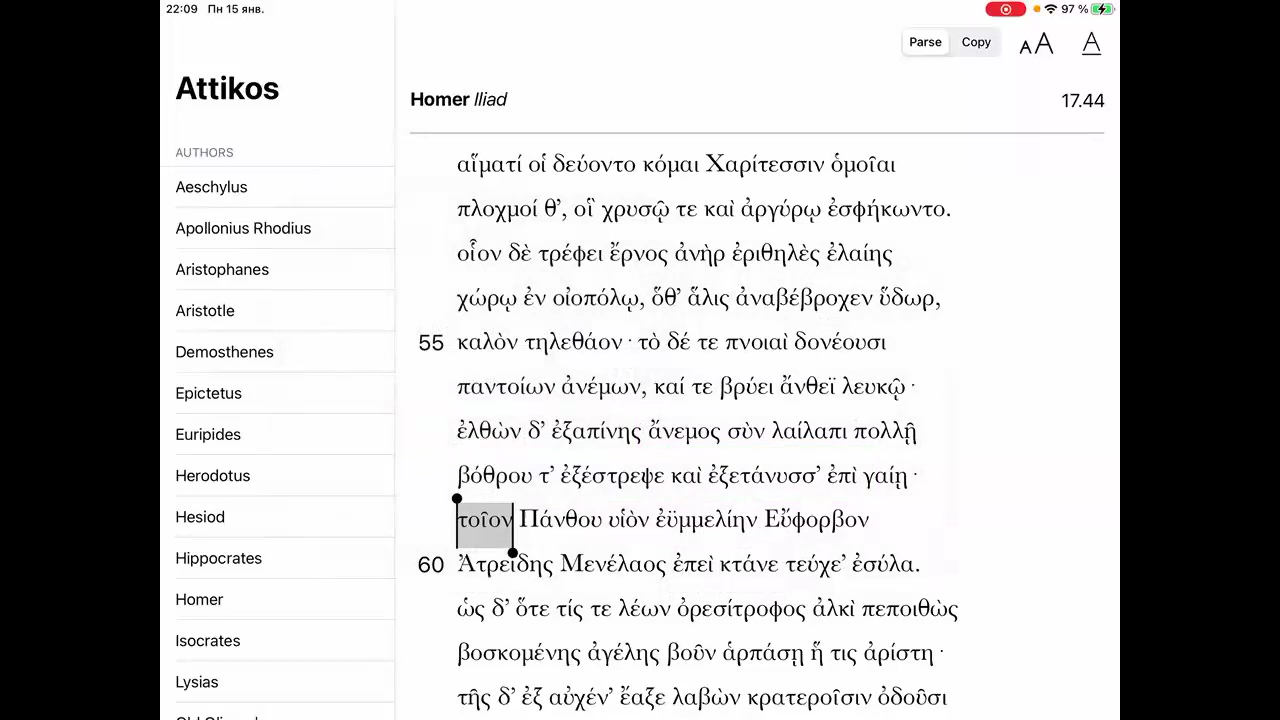 22:09 Пн 15 янв.
97 %
Parse Copy
AA A
Attikos
Homer Iliad 17.44
AUTHORS
Aeschylus
Apollonius Rhodius
Aristophanes
Aristotle
Demosthenes
Epictetus
Euripides
Herodotus
Hesiod
Hippocrates
Homer
Isocrates
Lysias
αἵματί οἱ δεύοντο κόμαι Χαρίτεσσιν ὁμοῖαι
πλοχμοί θ’, οἳ χρυσῷ τε καὶ ἀργύρῳ ἐσφήκωντο.
οἷον δὲ τρέφει ἔρνος ἀνὴρ ἐριθηλὲς ἐλαίης
χώρῳ ἐν οἰοπόλῳ, ὅθ’ ἅλις ἀναβέβροχεν ὕδωρ,
55 καλὸν τηλεθάον · τὸ δέ τε πνοιαὶ δονέουσι
παντοίων ἀνέμων, καί τε βρύει ἄνθεϊ λευκῷ ·
ἐλθὼν δ’ ἐξαπίνης ἄνεμος σὺν λαίλαπι πολλῇ
βόθρου τ’ ἐξέστρεψε καὶ ἐξετάνυσσ’ ἐπὶ γαίῃ ·
τοῖον Πάνθου υἱὸν ἐϋμμελίην Εὔφορβον
60 Ἀτρεΐδης Μενέλαος ἐπεὶ κτάνε τεύχε’ ἐσύλα.
ὡς δ’ ὅτε τίς τε λέων ὀρεσίτροφος ἀλκὶ πεποιθὼς
βοσκομένης ἀγέλης βοῦν ἁρπάσῃ ἥ τις ἀρίστη ·
τῆς δ’ ἐξ αὐχέν’ ἔαξε λαβὼν κρατεροῖσιν ὀδοῦσι